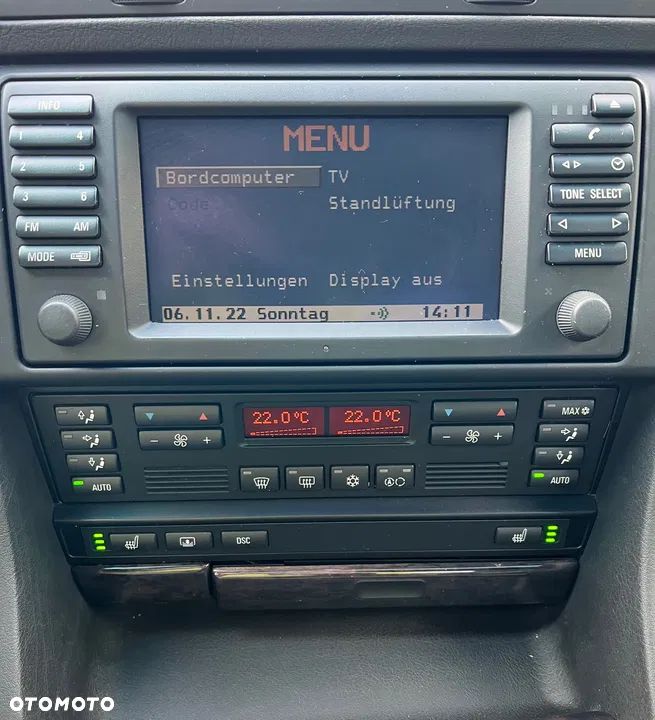 INFO
1 4
2 5
3 6
FM AM
MODE
MENU
Bordcomputer TV
Code Standlüftung
Einstellungen Display aus
06.11.22 Sonntag 14:11
TONE SELECT
MENU
22.0°C 22.0°C
MAX
AUTO
A
AUTO
DSC
OTOMOTO